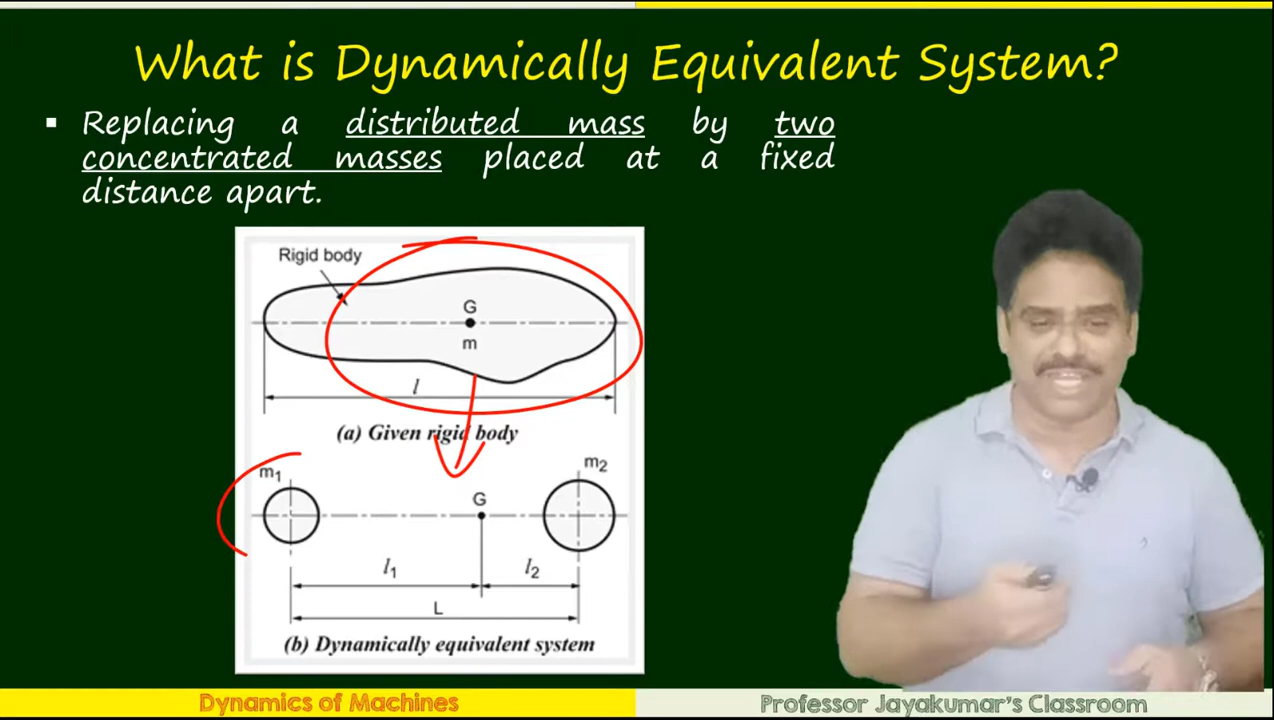 What is Dynamically Equivalent System?
▪ Replacing a distributed mass by two
concentrated masses placed at a fixed
distance apart.
Rigid body
G
m
l
(a) Given rigid body
m1
m2
G
l1
l2
L
(b) Dynamically equivalent system
Dynamics of Machines
Professor Jayakumar's Classroom